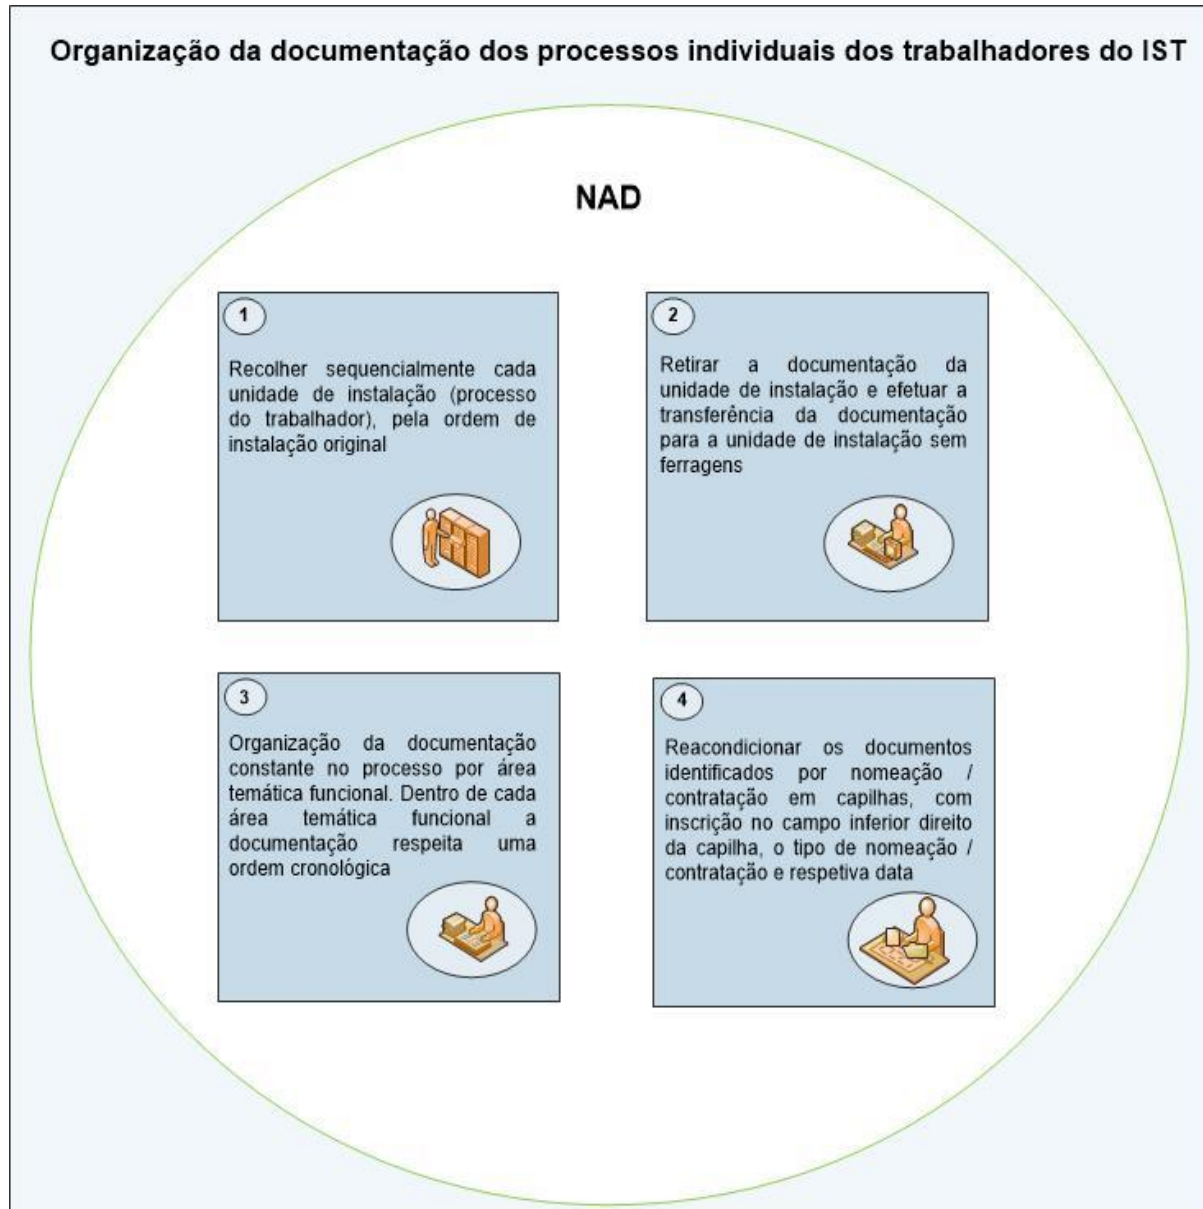 Organização da documentação dos processos individuais dos trabalhadores do IST
NAD
1
Recolher sequencialmente cada
unidade de instalação (processo
do trabalhador), pela ordem de
instalação original
2
Retirar a documentação da
unidade de instalação e efetuar a
transferência da documentação
para a unidade de instalação sem
ferragens
3
Organização da documentação
constante no processo por área
temática funcional. Dentro de cada
área temática funcional a
documentação respeita uma
ordem cronológica
4
Reacondicionar os documentos
identificados por nomeação /
contratação em capilhas, com
inscrição no campo inferior direito
da capilha, o tipo de nomeação /
contratação e respetiva data